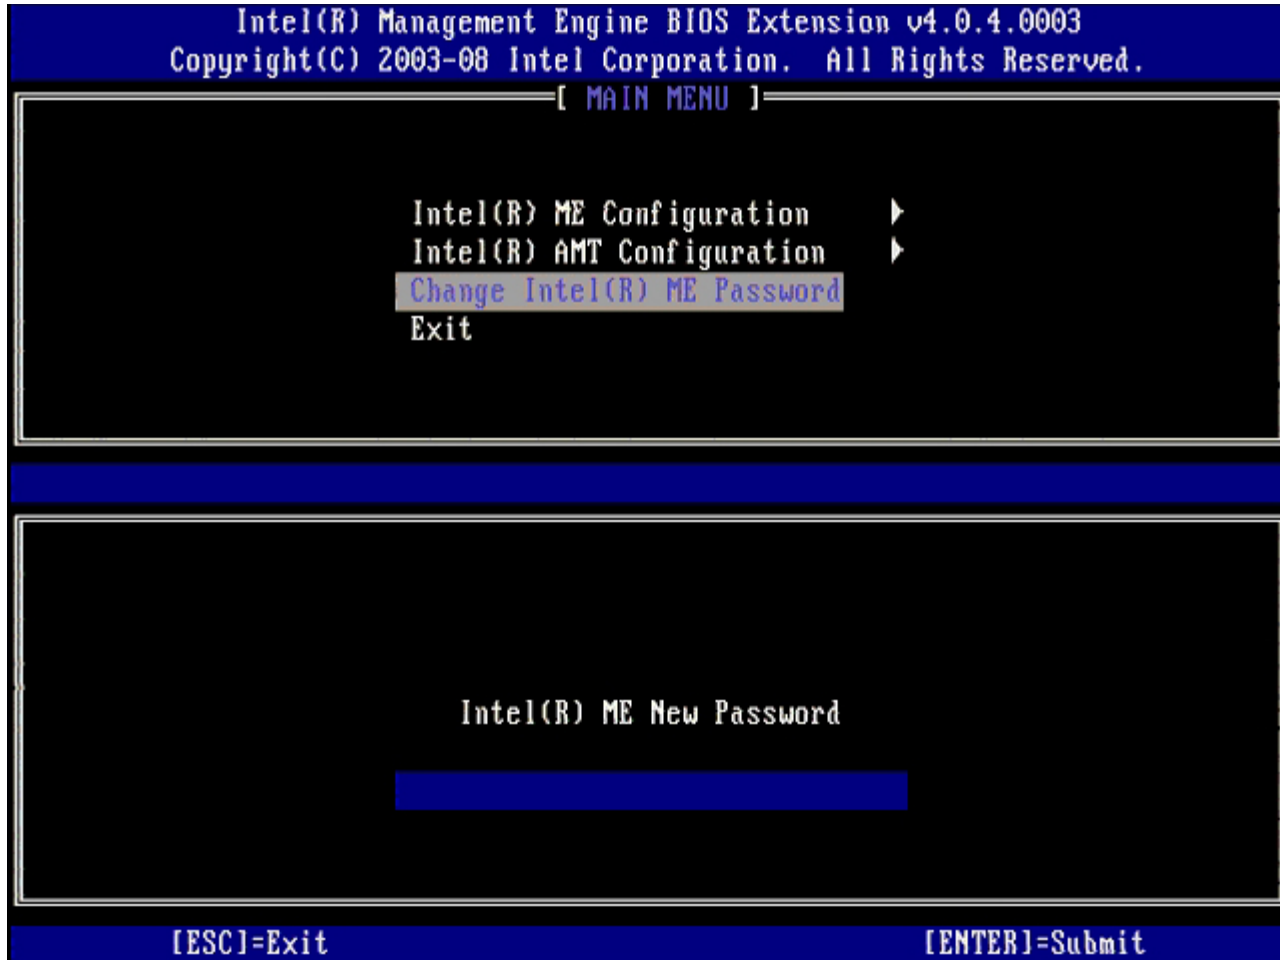 Intel(R) Management Engine BIOS Extension v4.0.4.0003
Copyright(C) 2003-08 Intel Corporation.  All Rights Reserved.
[ MAIN MENU ]
Intel(R) ME Configuration
Intel(R) AMT Configuration
Change Intel(R) ME Password
Exit
Intel(R) ME New Password
[ESC]=Exit [ENTER]=Submit